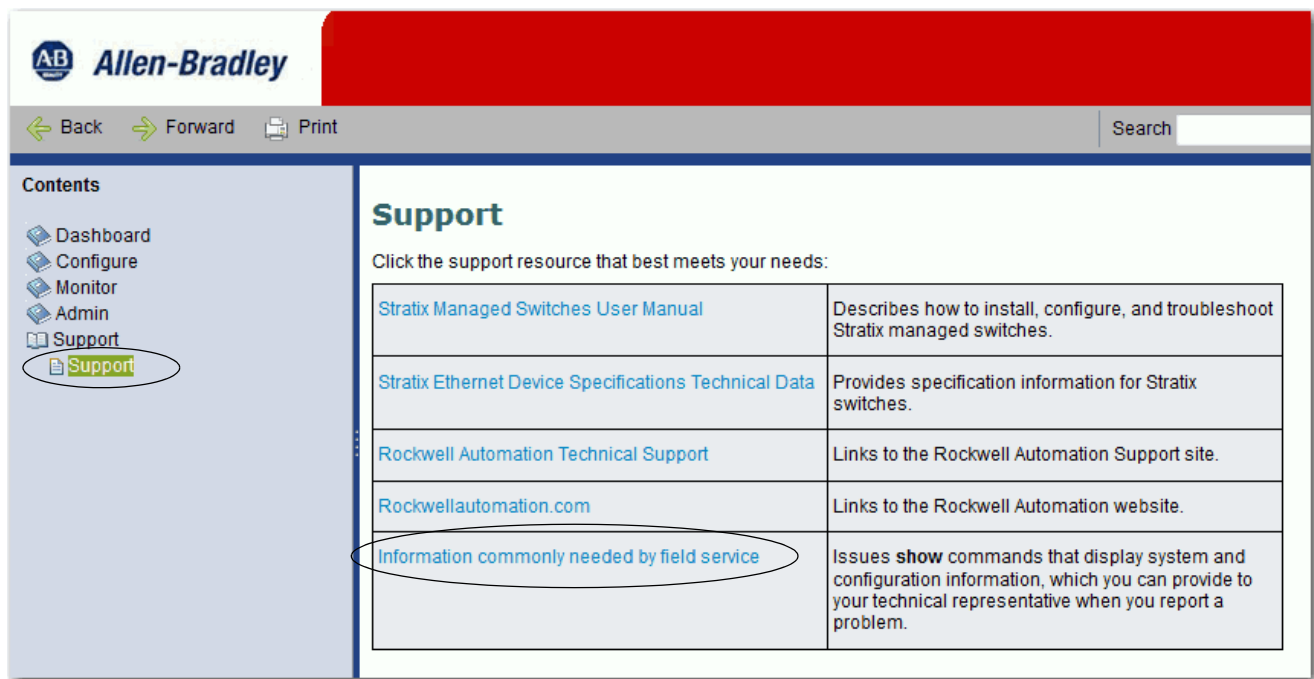 AB
QUALITY
Allen-Bradley
Back
Forward
Print
Search
Contents
Dashboard
Configure
Monitor
Admin
Support
Support
Support
Click the support resource that best meets your needs:
Stratix Managed Switches User Manual
Describes how to install, configure, and troubleshoot
Stratix managed switches.
Stratix Ethernet Device Specifications Technical Data
Provides specification information for Stratix
switches.
Rockwell Automation Technical Support
Links to the Rockwell Automation Support site.
Rockwellautomation.com
Links to the Rockwell Automation website.
Information commonly needed by field service
Issues show commands that display system and
configuration information, which you can provide to
your technical representative when you report a
problem.